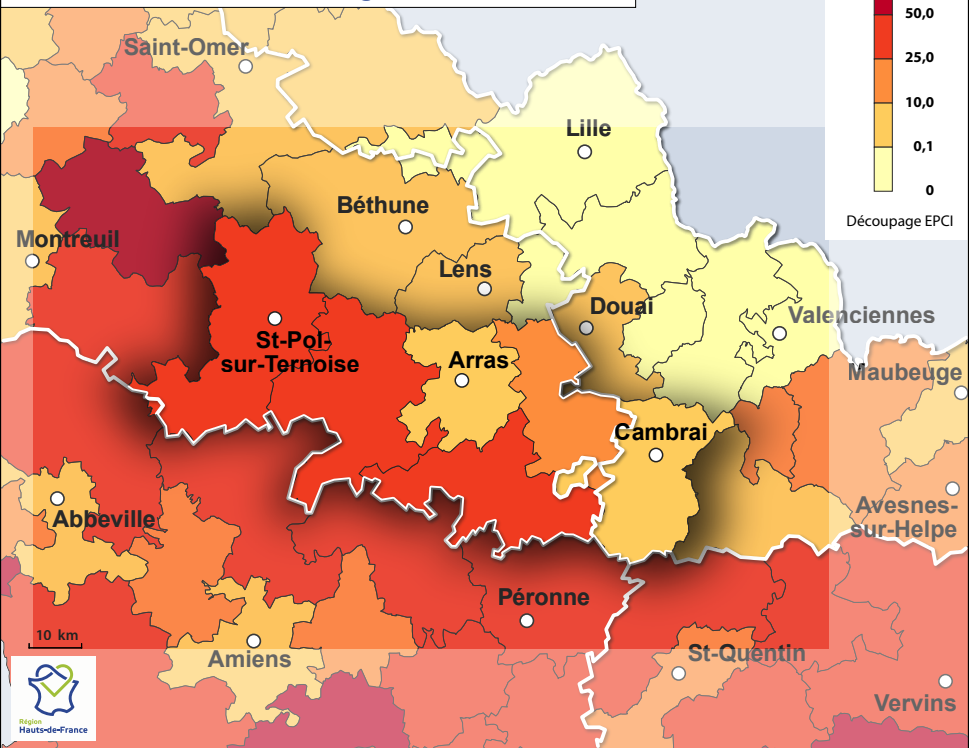 50,0
25,0
10,0
0,1
0
Découpage EPCI
Saint-Omer
Lille
Béthune
Montreuil
Lens
Douai
Valenciennes
St-Pol-
sur-Ternoise
Arras
Maubeuge
Cambrai
Abbeville
Avesnes-
sur-Helpe
Péronne
10 km
Amiens
St-Quentin
Vervins
Région
Hauts-de-France